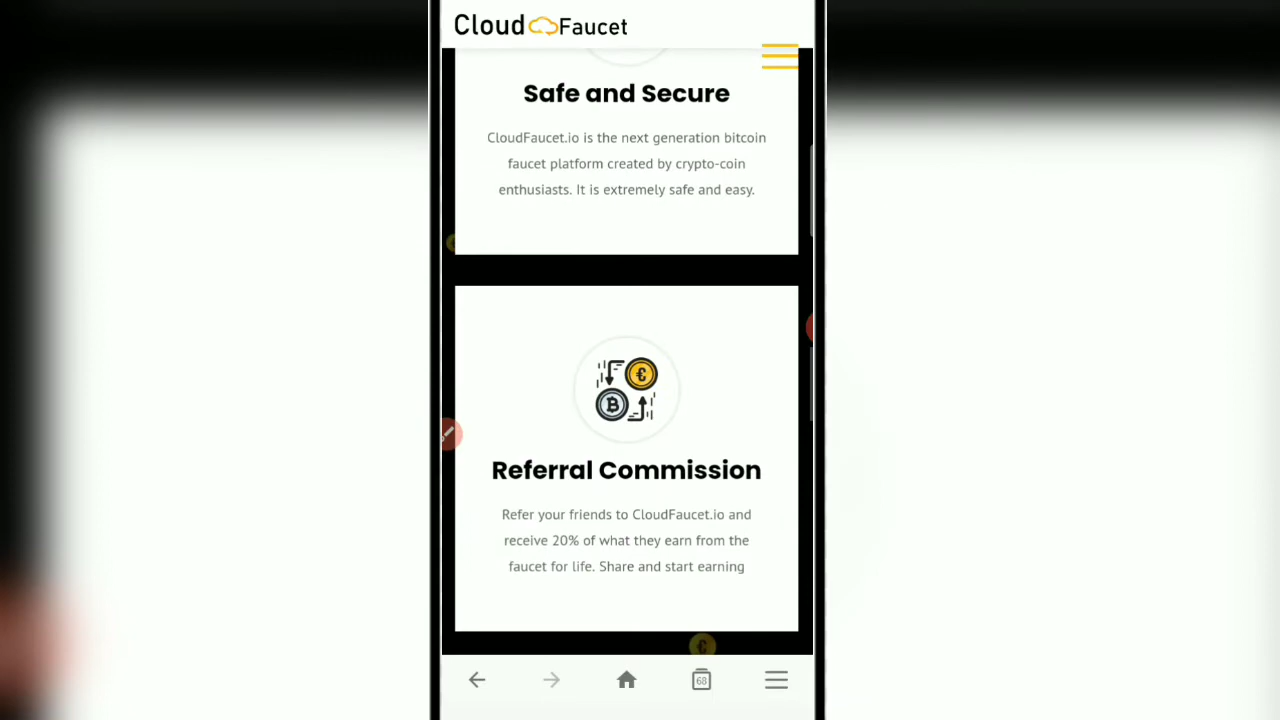 Cloud Faucet
Safe and Secure
CloudFaucet.io is the next generation bitcoin
faucet platform created by crypto-coin
enthusiasts. It is extremely safe and easy.
Referral Commission
Refer your friends to CloudFaucet.io and
receive 20% of what they earn from the
faucet for life. Share and start earning
68